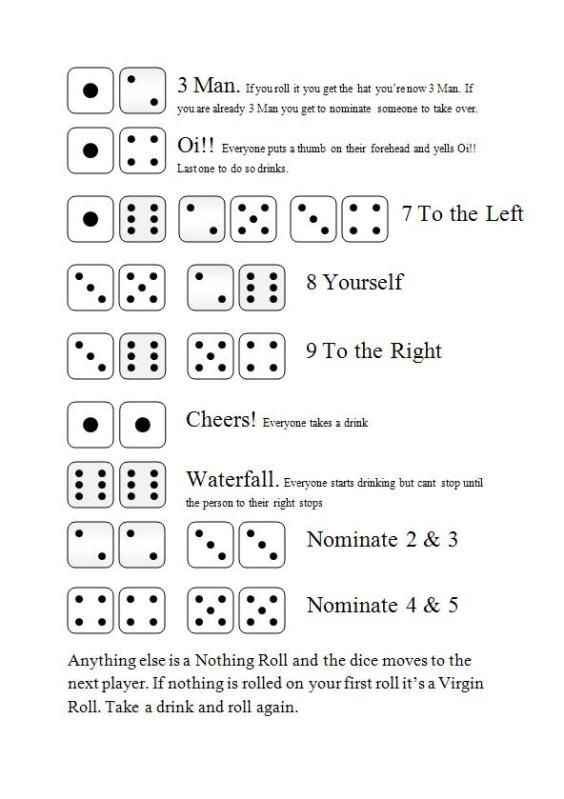 3 Man. If you roll it you get the hat you're now 3 Man. If
you are already 3 Man you get to nominate someone to take over.
Oi!! Everyone puts a thumb on their forehead and yells Oi!!
Last one to do so drinks.
7 To the Left
8 Yourself
9 To the Right
Cheers! Everyone takes a drink
Waterfall. Everyone starts drinking but cant stop until
the person to their right stops
Nominate 2 & 3
Nominate 4 & 5
Anything else is a Nothing Roll and the dice moves to the
next player. If nothing is rolled on your first roll it's a Virgin
Roll. Take a drink and roll again.